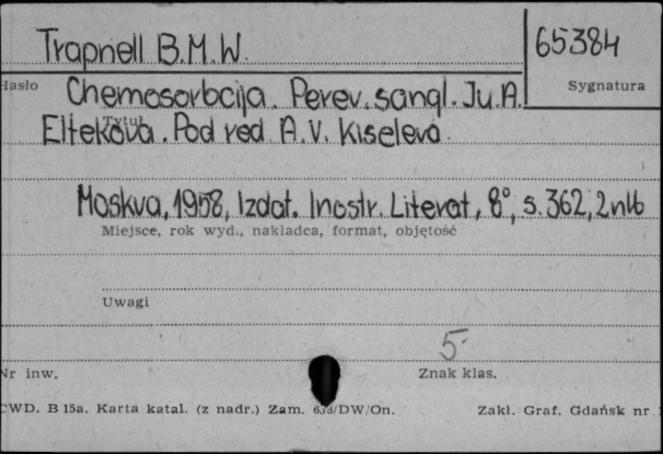 Trapnell B.M.W.
65384
Hasło
Sygnatura
Chemosorbcija. Perev. s angl. Ju. A.
Tytuł
Eltekova. Pod red A.V. Kiseleva
Moskva, 1958, Izdat. Inostr. Literat, 8°, s. 362, 2 nlb
Miejsce, rok wyd., nakładca, format, objętość
Uwagi
5-
Nr inw.
Znak klas.
CWD. B 15a. Karta katal. (z nadr.) Zam. /DW/On.
Zakł. Graf. Gdańsk nr